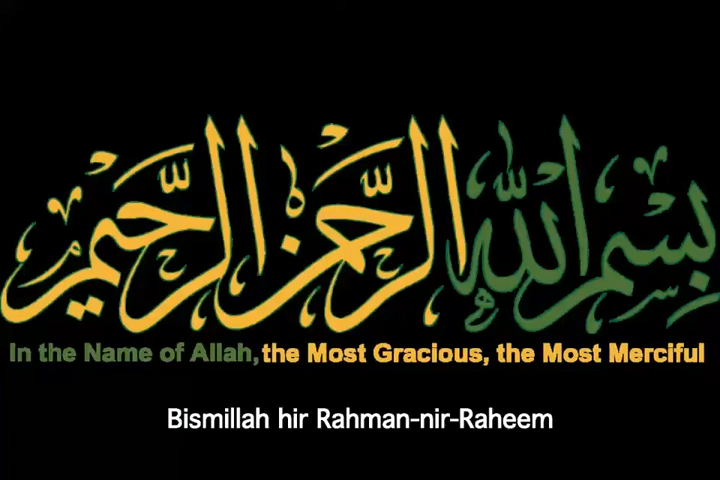 بسم الله الرحمن الرحيم
In the Name of Allah, the Most Gracious, the Most Merciful
Bismillah hir Rahman-nir-Raheem